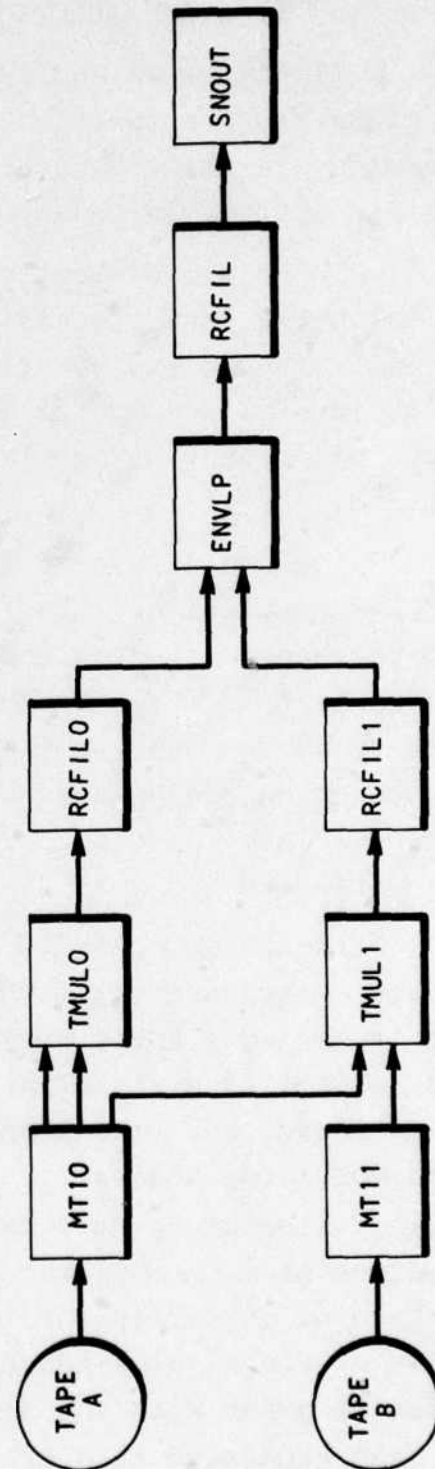 TAPE
A
MT10
TMUL0
RCFIL0
ENVLP
RCFIL
SNOUT
TAPE
B
MT11
TMUL1
RCFIL1